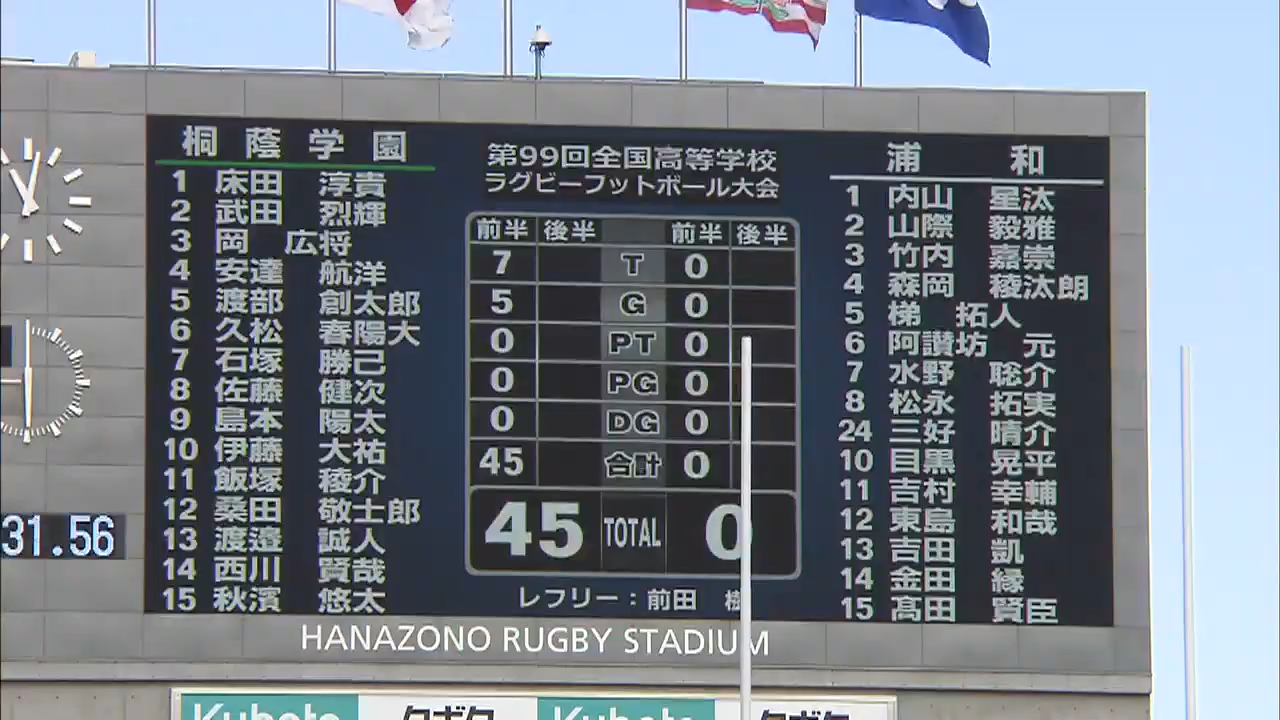 桐蔭学園
第99回全国高等学校
ラグビーフットボール大会
浦和
1 床田 淳貴
2 武田 烈輝
3 岡 広将
4 安達 航洋
5 渡部 創太郎
6 久松 春陽大
7 石塚 勝己
8 佐藤 健次
9 島本 陽太
10 伊藤 大祐
11 飯塚 稜介
12 桑田 敬士郎
13 渡邉 誠人
14 西川 賢哉
15 秋濱 悠太
前半 後半 前半 後半
7 T 0
5 G 0
0 PT 0
0 PG 0
0 DG 0
45 合計 0
45 TOTAL 0
レフリー：前田
1 内山 星汰
2 山際 毅雅
3 竹内 嘉崇
4 森岡 稜汰朗
5 梯 拓人
6 阿讃坊 元
7 水野 聡介
8 松永 拓実
24 三好 晴介
10 目黒 晃平
11 吉村 幸輔
12 東島 和哉
13 吉田 凱
14 金田 縁
15 髙田 賢臣
31.56
HANAZONO RUGBY STADIUM
Kubota クボタ Kubota クボタ